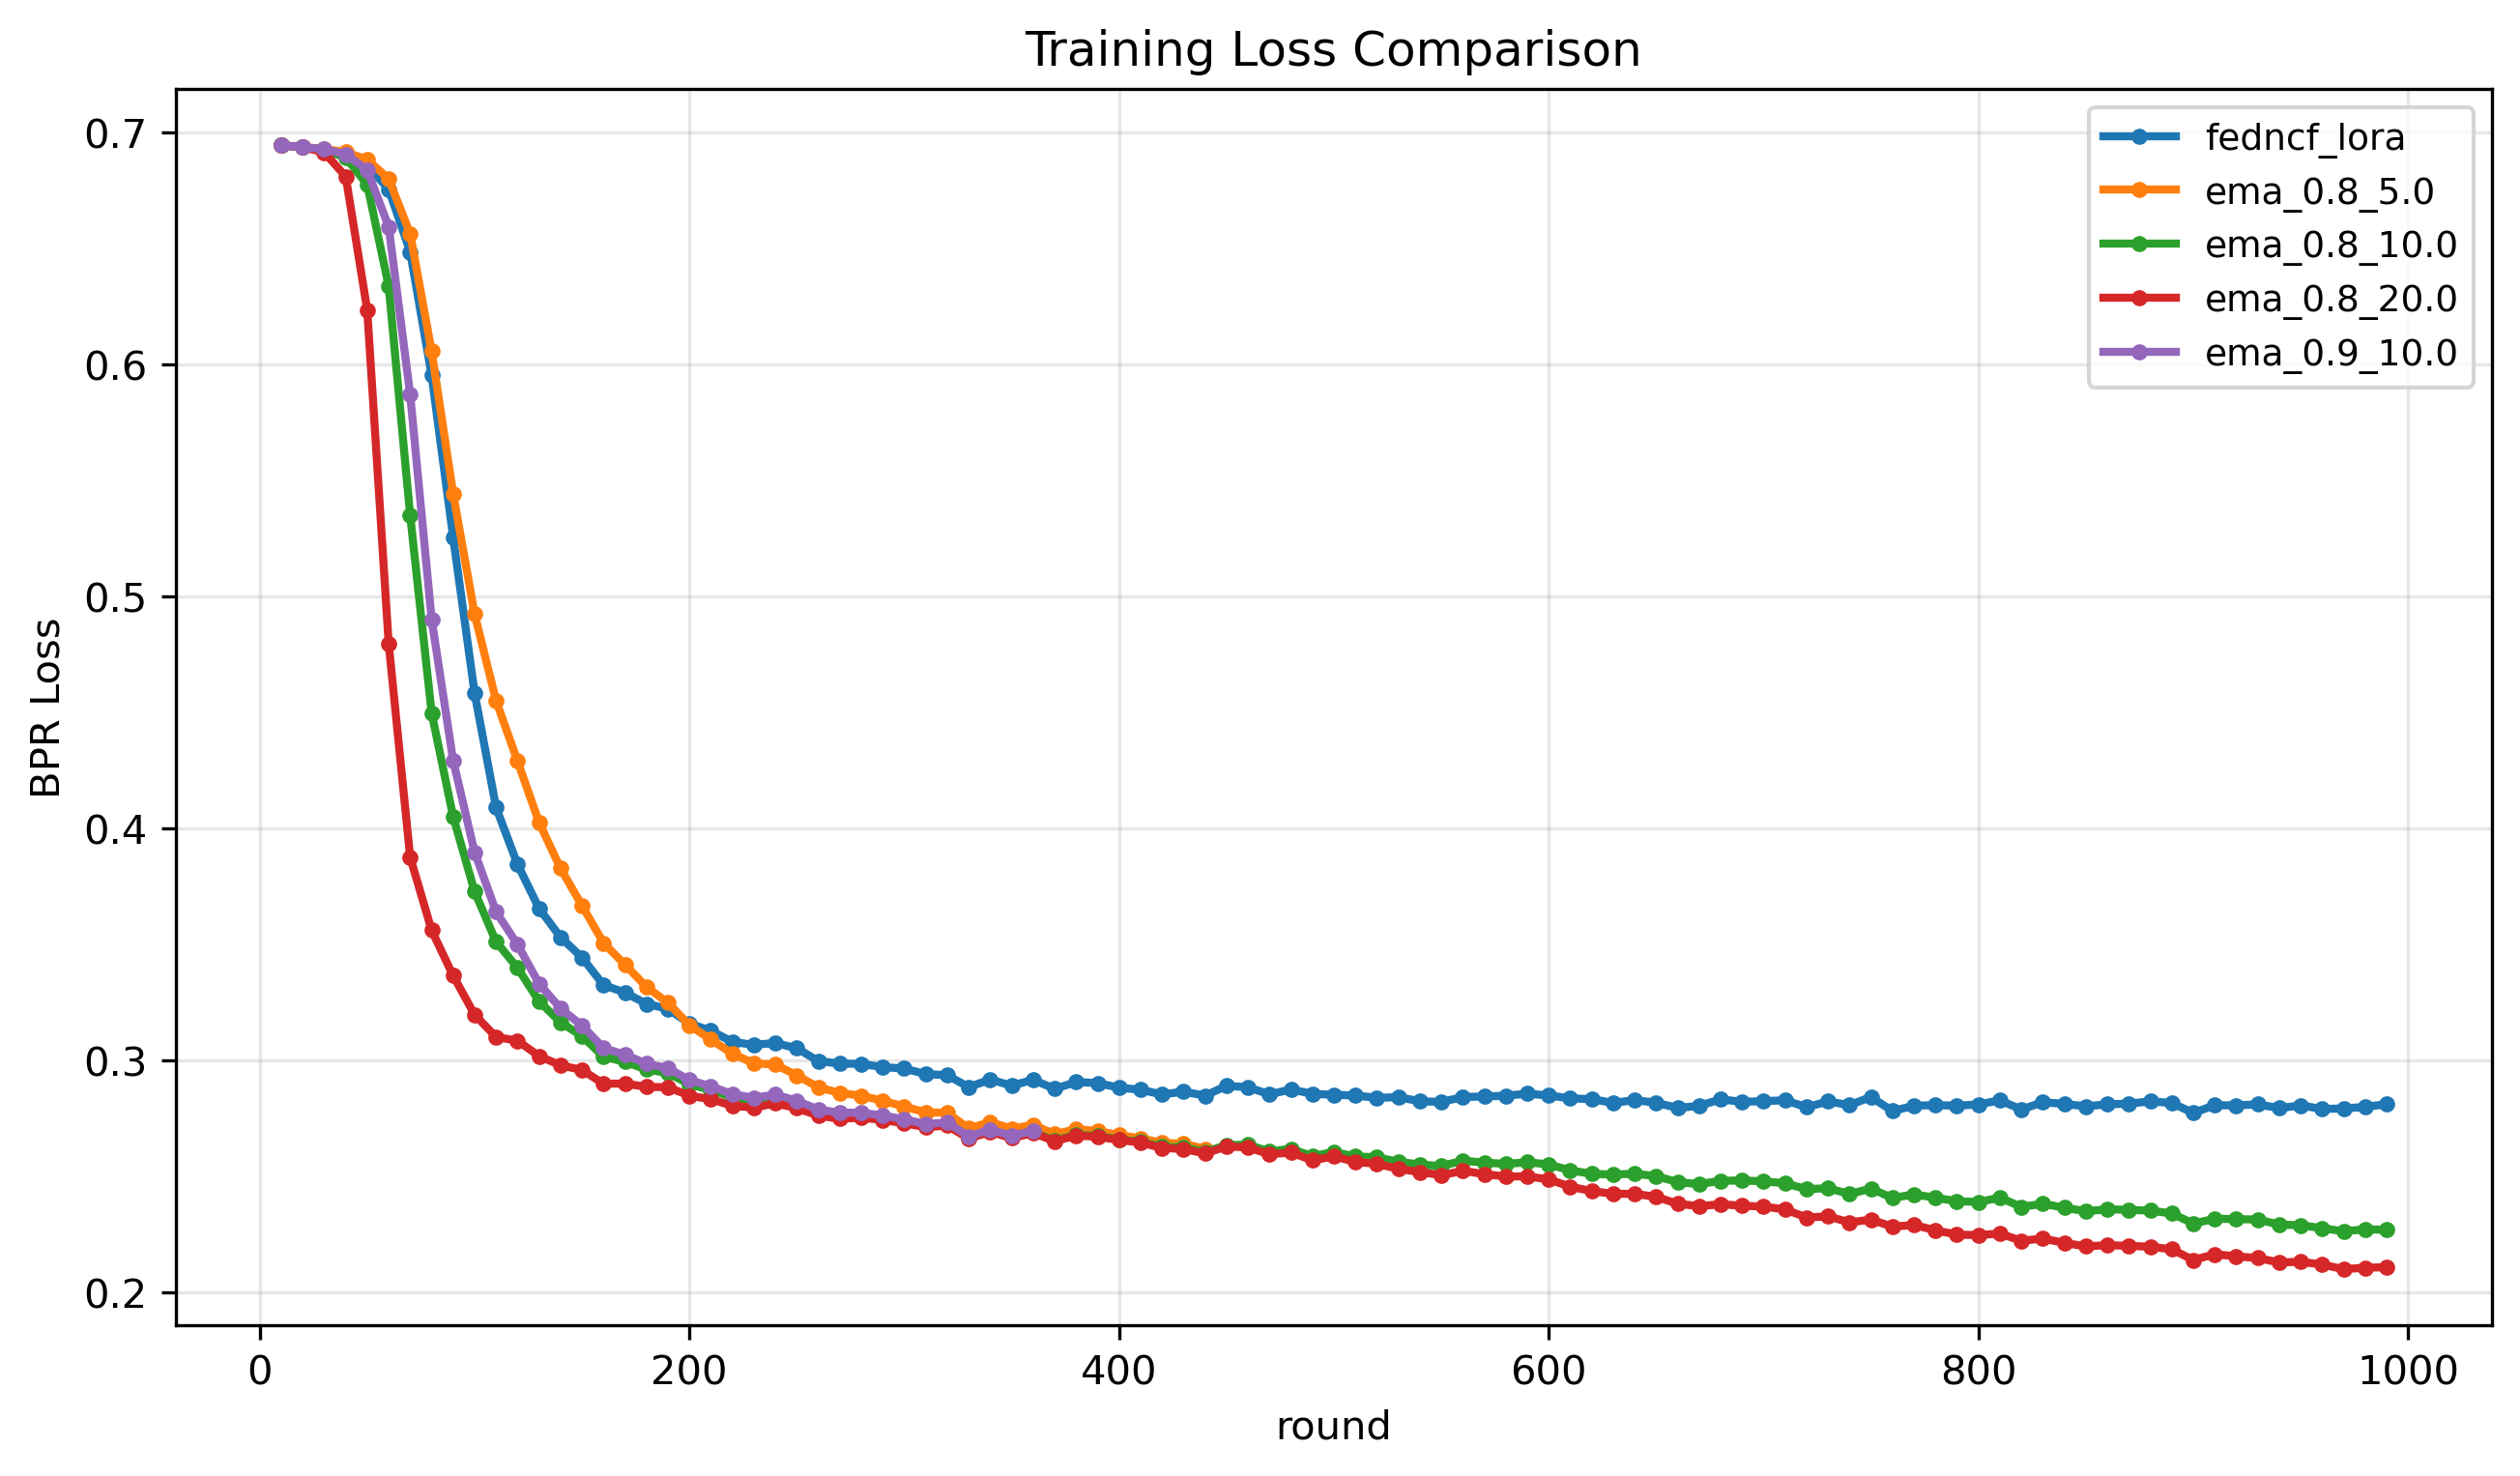 Training Loss Comparison
fedncf_lora
ema_0.8_5.0
ema_0.8_10.0
ema_0.8_20.0
ema_0.9_10.0
BPR Loss
0.7
0.6
0.5
0.4
0.3
0.2
0 200 400 600 800 1000
round